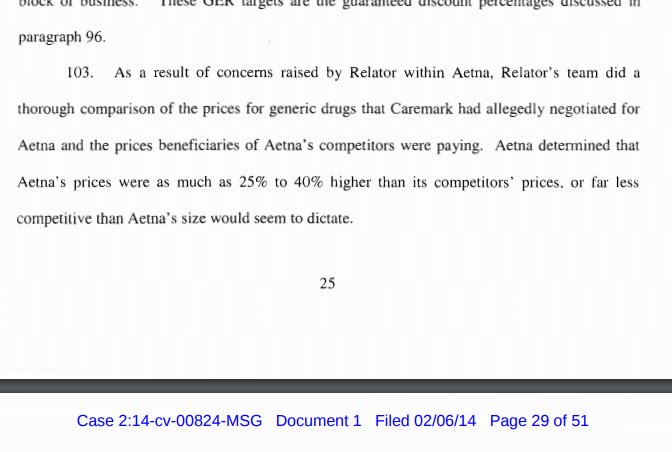 block of business. These GER targets are the guaranteed discount percentages discussed in
paragraph 96.
103. As a result of concerns raised by Relator within Aetna, Relator's team did a
thorough comparison of the prices for generic drugs that Caremark had allegedly negotiated for
Aetna and the prices beneficiaries of Aetna's competitors were paying. Aetna determined that
Aetna's prices were as much as 25% to 40% higher than its competitors' prices, or far less
competitive than Aetna's size would seem to dictate.
25
Case 2:14-cv-00824-MSG Document 1 Filed 02/06/14 Page 29 of 51